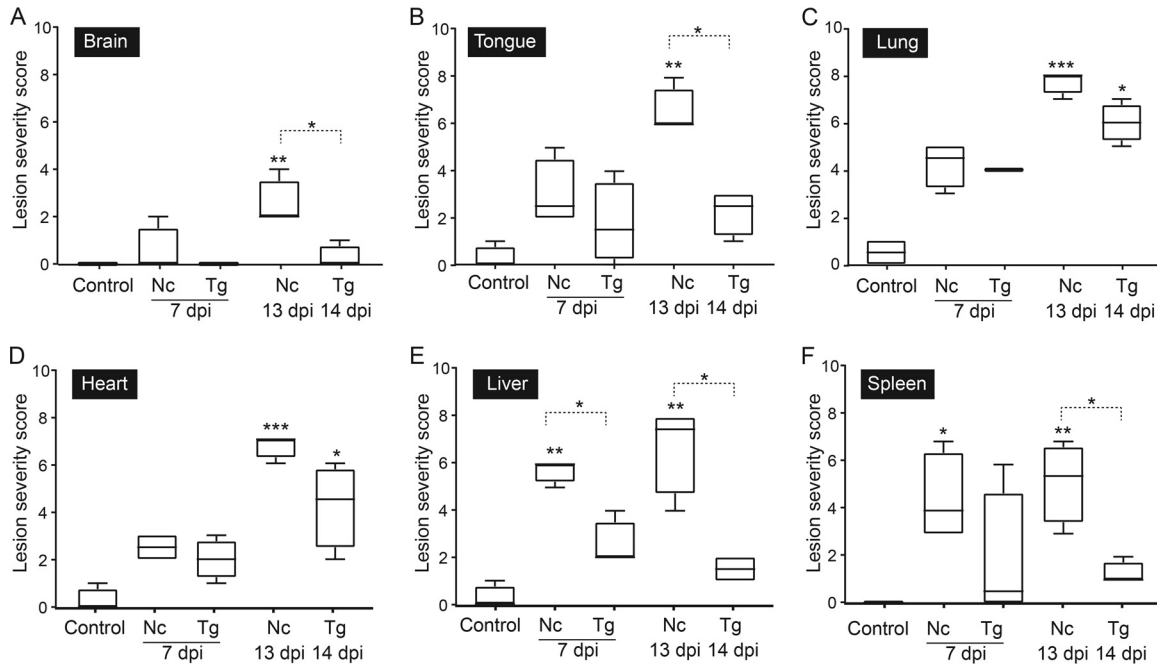 A
Brain
Lesion severity score
10
8
6
4
2
0
**
*
Control
Nc
Tg
Nc
Tg
7 dpi
13 dpi
14 dpi
B
Tongue
Lesion severity score
10
8
6
4
2
0
**
*
Control
Nc
Tg
Nc
Tg
7 dpi
13 dpi
14 dpi
C
Lung
Lesion severity score
10
8
6
4
2
0
***
*
Control
Nc
Tg
Nc
Tg
7 dpi
13 dpi
14 dpi
D
Heart
Lesion severity score
10
8
6
4
2
0
***
*
Control
Nc
Tg
Nc
Tg
7 dpi
13 dpi
14 dpi
E
Liver
Lesion severity score
10
8
6
4
2
0
**
*
**
*
Control
Nc
Tg
Nc
Tg
7 dpi
13 dpi
14 dpi
F
Spleen
Lesion severity score
10
8
6
4
2
0
*
**
*
Control
Nc
Tg
Nc
Tg
7 dpi
13 dpi
14 dpi